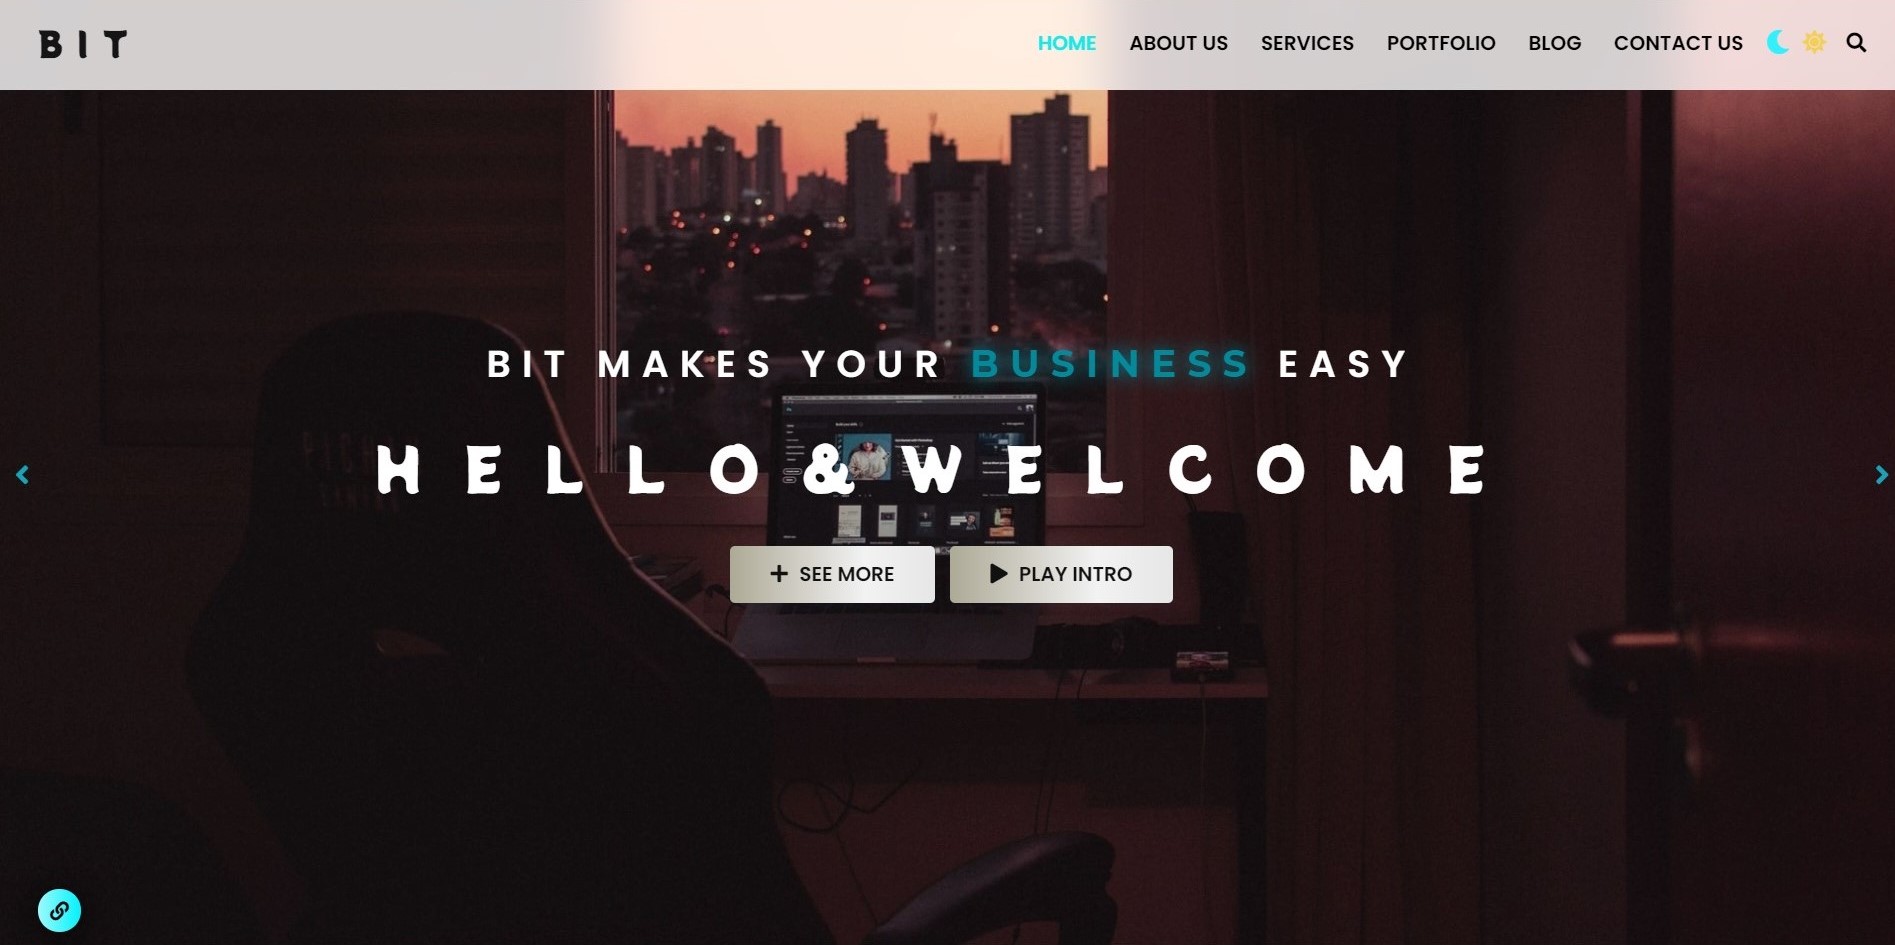 BIT
HOME ABOUT US SERVICES PORTFOLIO BLOG CONTACT US
BIT MAKES YOUR BUSINESS EASY
HELLO & WELCOME
SEE MORE PLAY INTRO